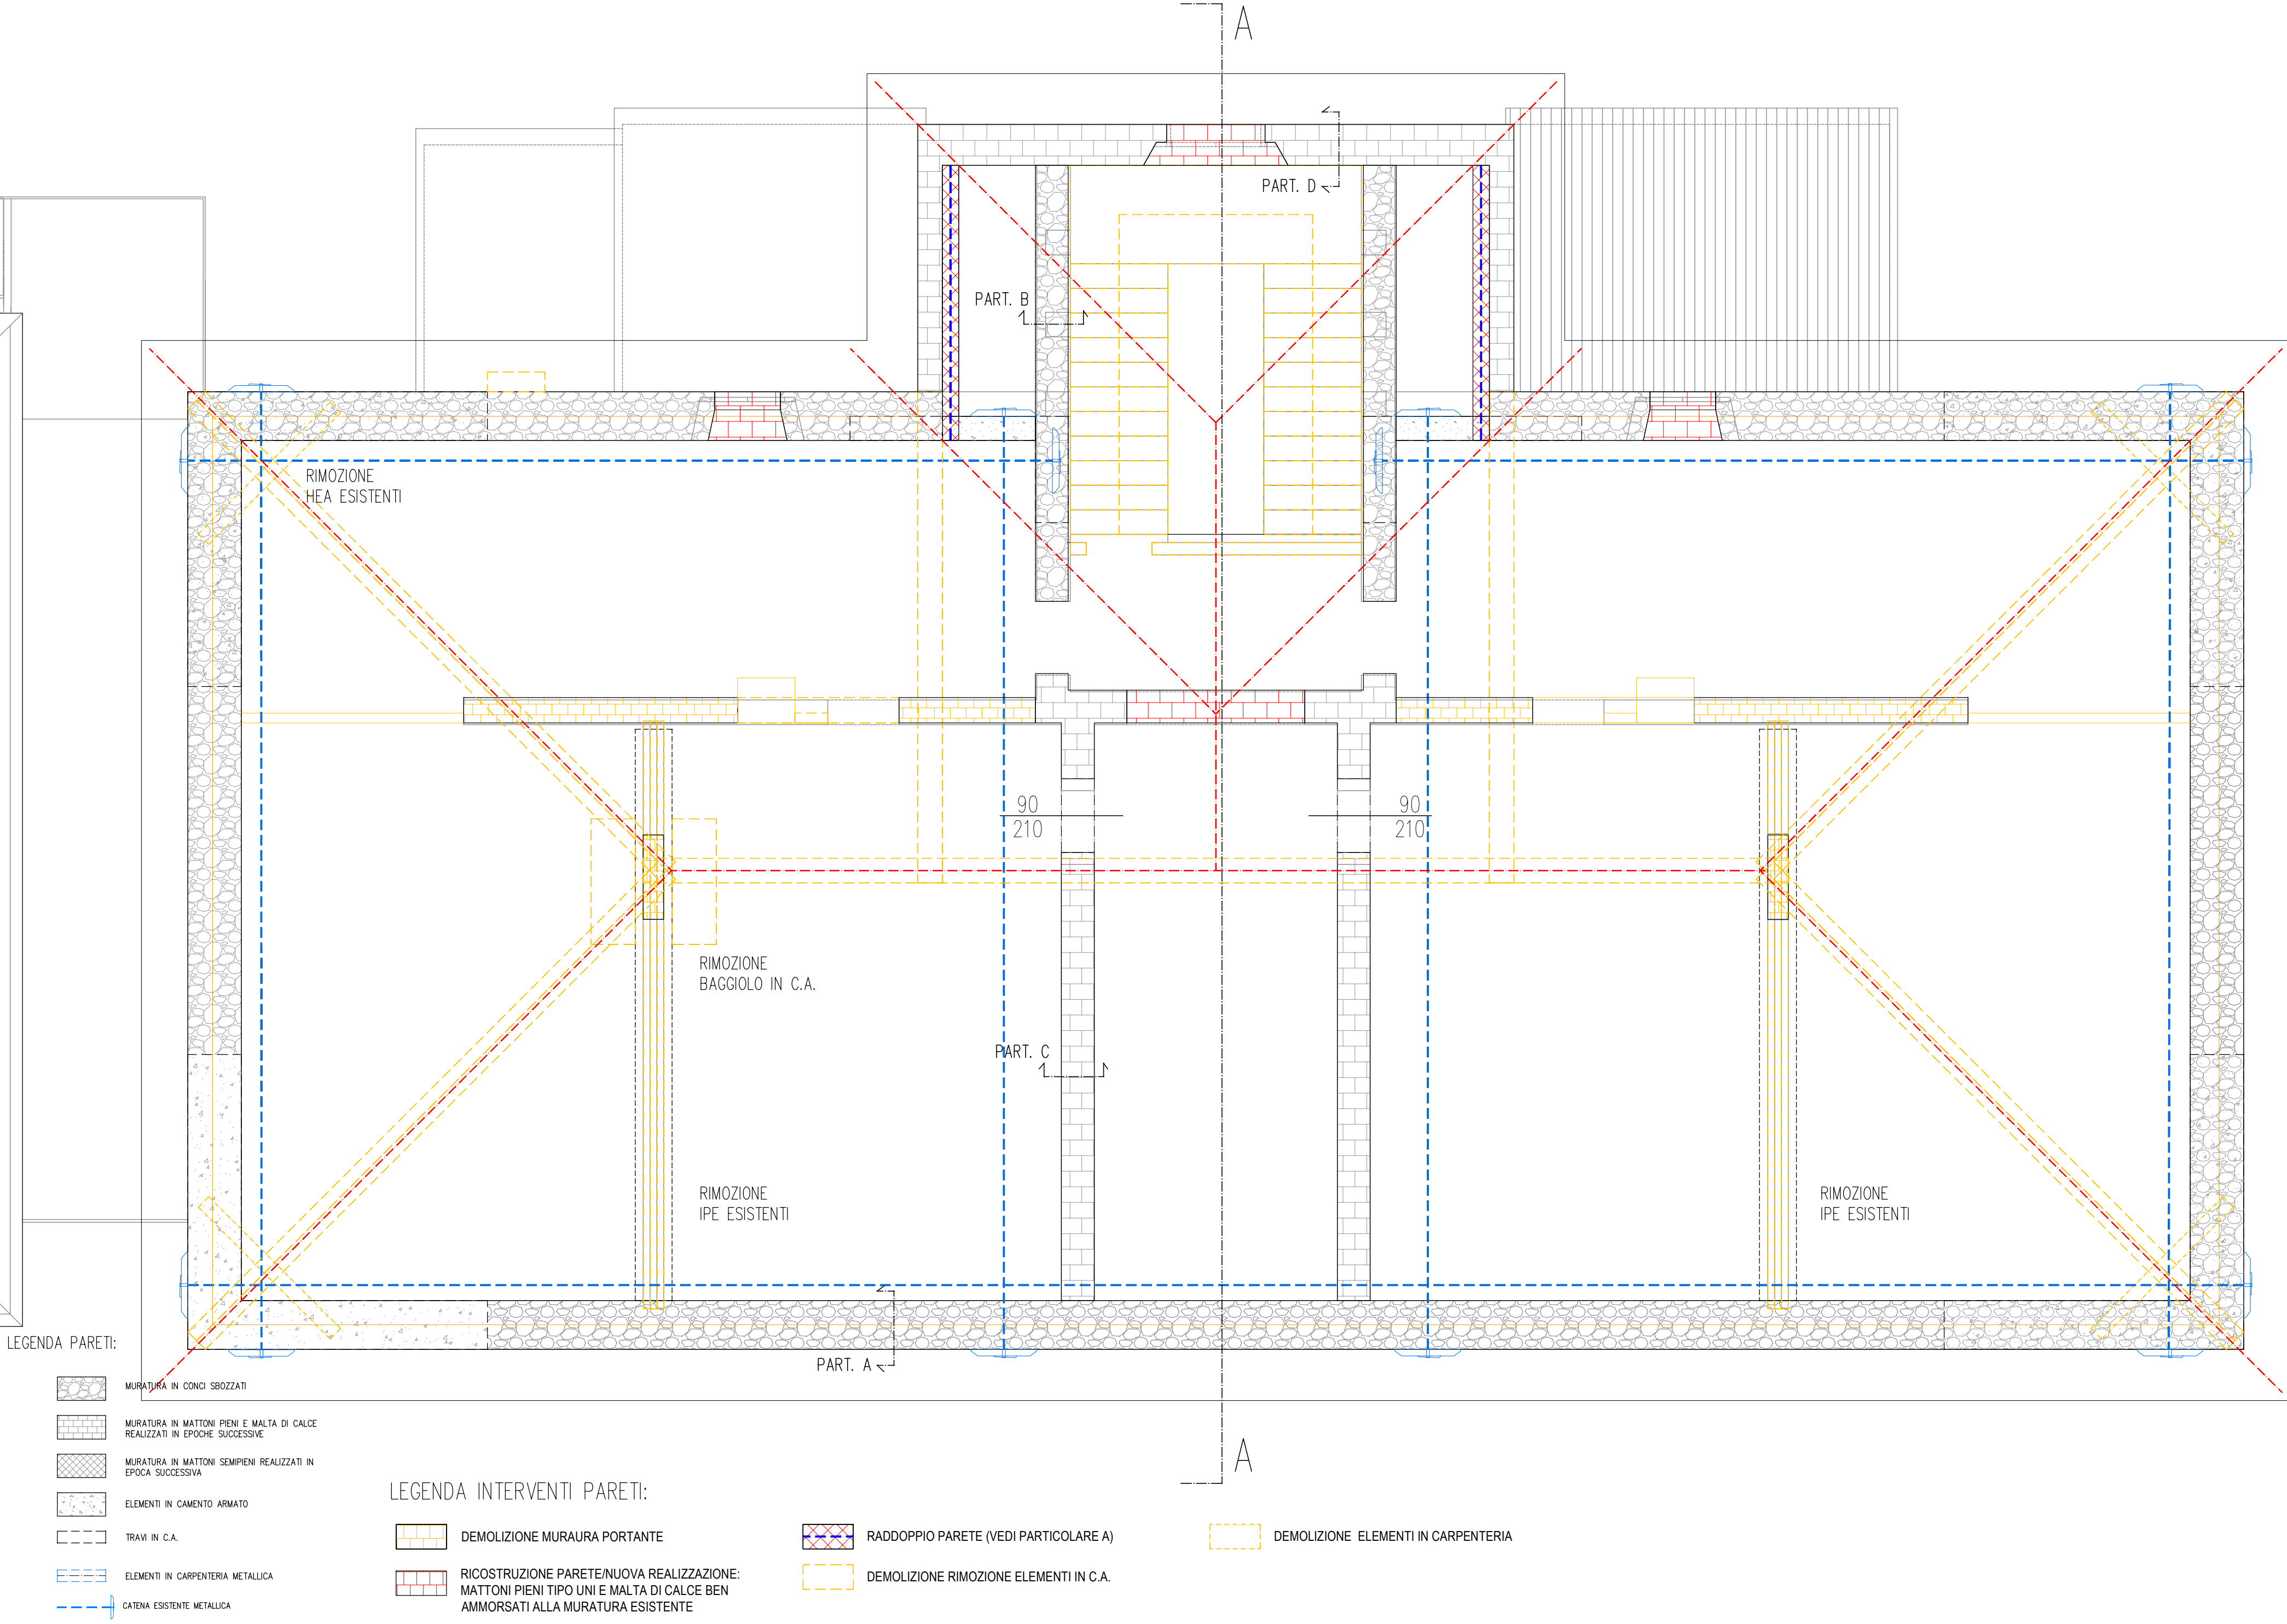 A
PART. D
PART. B
RIMOZIONE
HEA ESISTENTI
90
210
90
210
RIMOZIONE
BAGGIOLO IN C.A.
PART. C
RIMOZIONE
IPE ESISTENTI
RIMOZIONE
IPE ESISTENTI
PART. A
A
LEGENDA PARETI:
MURATURA IN CONCI SBOZZATI
MURATURA IN MATTONI PIENI E MALTA DI CALCE
REALIZZATI IN EPOCHE SUCCESSIVE
MURATURA IN MATTONI SEMIPIENI REALIZZATI IN
EPOCA SUCCESSIVA
ELEMENTI IN CAMENTO ARMATO
TRAVI IN C.A.
ELEMENTI IN CARPENTERIA METALLICA
CATENA ESISTENTE METALLICA
LEGENDA INTERVENTI PARETI:
DEMOLIZIONE MURAURA PORTANTE
RICOSTRUZIONE PARETE/NUOVA REALIZZAZIONE:
MATTONI PIENI TIPO UNI E MALTA DI CALCE BEN
AMMORSATI ALLA MURATURA ESISTENTE
RADDOPPIO PARETE (VEDI PARTICOLARE A)
DEMOLIZIONE RIMOZIONE ELEMENTI IN C.A.
DEMOLIZIONE ELEMENTI IN CARPENTERIA